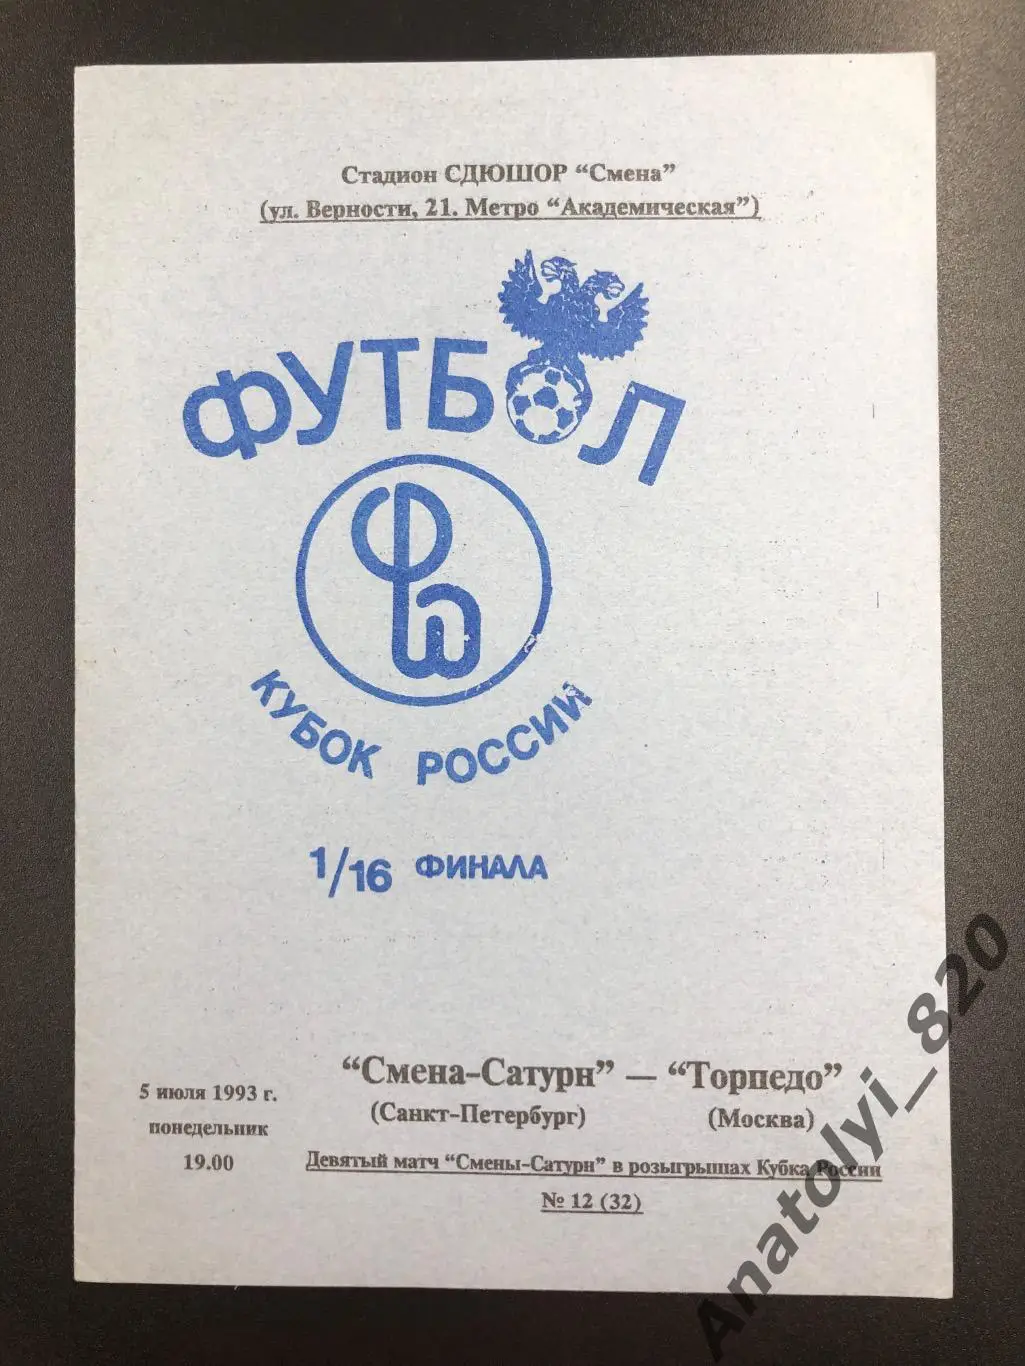 Стадион СДЮШОР “Смена”
(ул. Верности, 21. Метро “Академическая”)
ФУТБОЛ
КУБОК РОССИИ
1/16 ФИНАЛА
5 июля 1993 г.
понедельник
19.00
“Смена-Сатурн” — “Торпедо”
(Санкт-Петербург) (Москва)
Девятый матч “Смены-Сатурн” в розыгрышах Кубка России
№ 12 (32)
Anatolyi_820